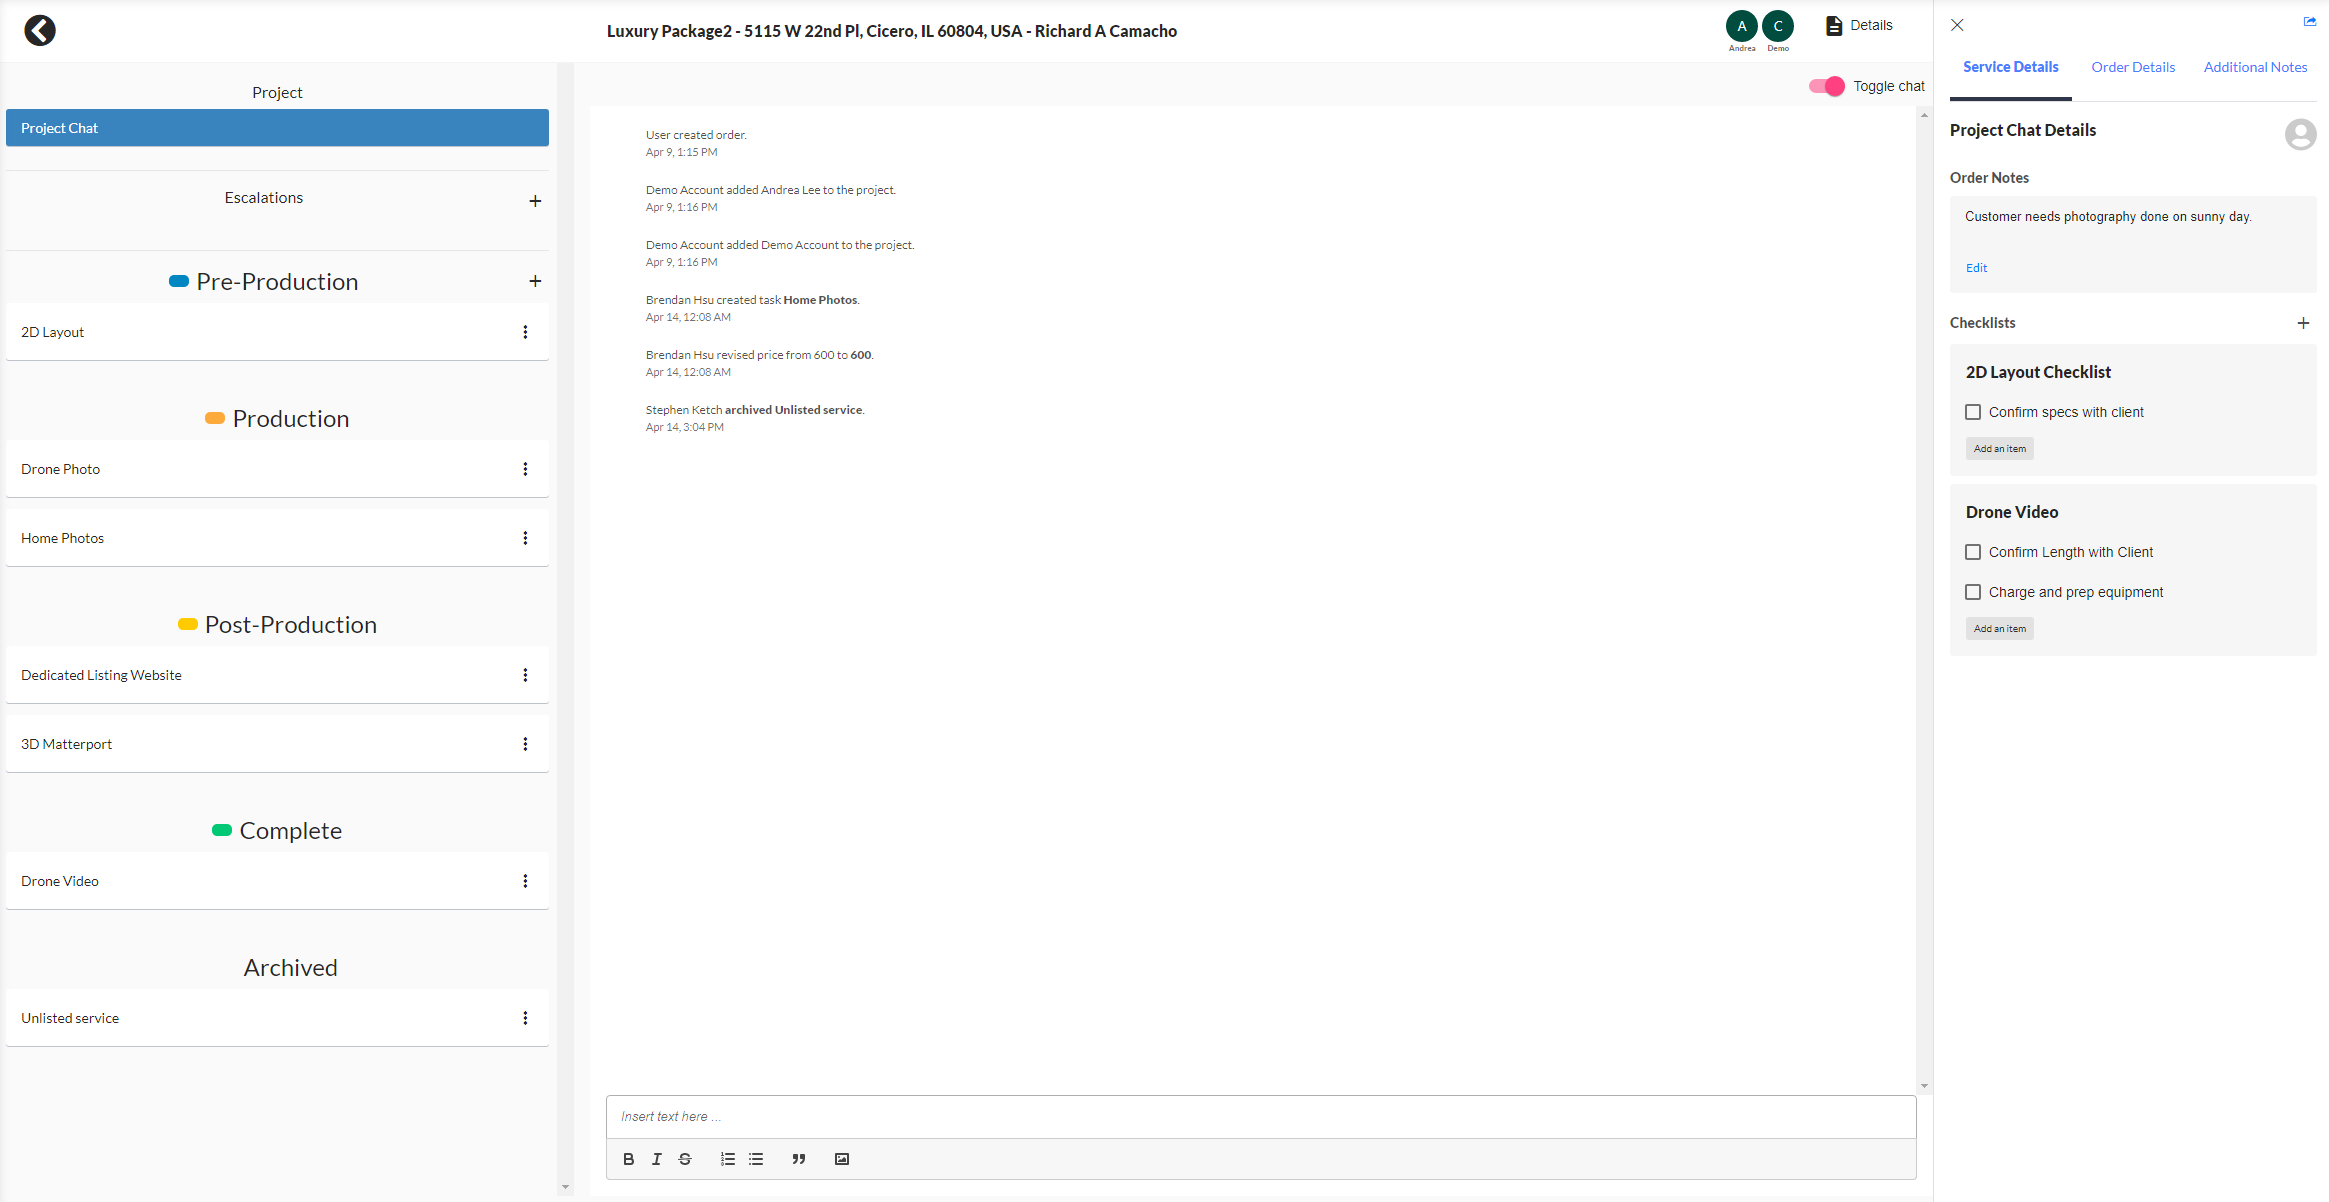 Luxury Package2 - 5115 W 22nd Pl, Cicero, IL 60804, USA - Richard A Camacho
A
Andrea
C
Demo
Details
Project
Project Chat
Escalations
Pre-Production
2D Layout
Production
Drone Photo
Home Photos
Post-Production
Dedicated Listing Website
3D Matterport
Complete
Drone Video
Archived
Unlisted service
Toggle chat
User created order.
Apr 9, 1:15 PM
Demo Account added Andrea Lee to the project.
Apr 9, 1:16 PM
Demo Account added Demo Account to the project.
Apr 9, 1:16 PM
Brendan Hsu created task Home Photos.
Apr 14, 12:08 AM
Brendan Hsu revised price from 600 to 600.
Apr 14, 12:08 AM
Stephen Ketch archived Unlisted service.
Apr 14, 3:04 PM
Insert text here ...
Service Details
Order Details
Additional Notes
Project Chat Details
Order Notes
Customer needs photography done on sunny day.
Edit
Checklists
2D Layout Checklist
Confirm specs with client
Add an item
Drone Video
Confirm Length with Client
Charge and prep equipment
Add an item